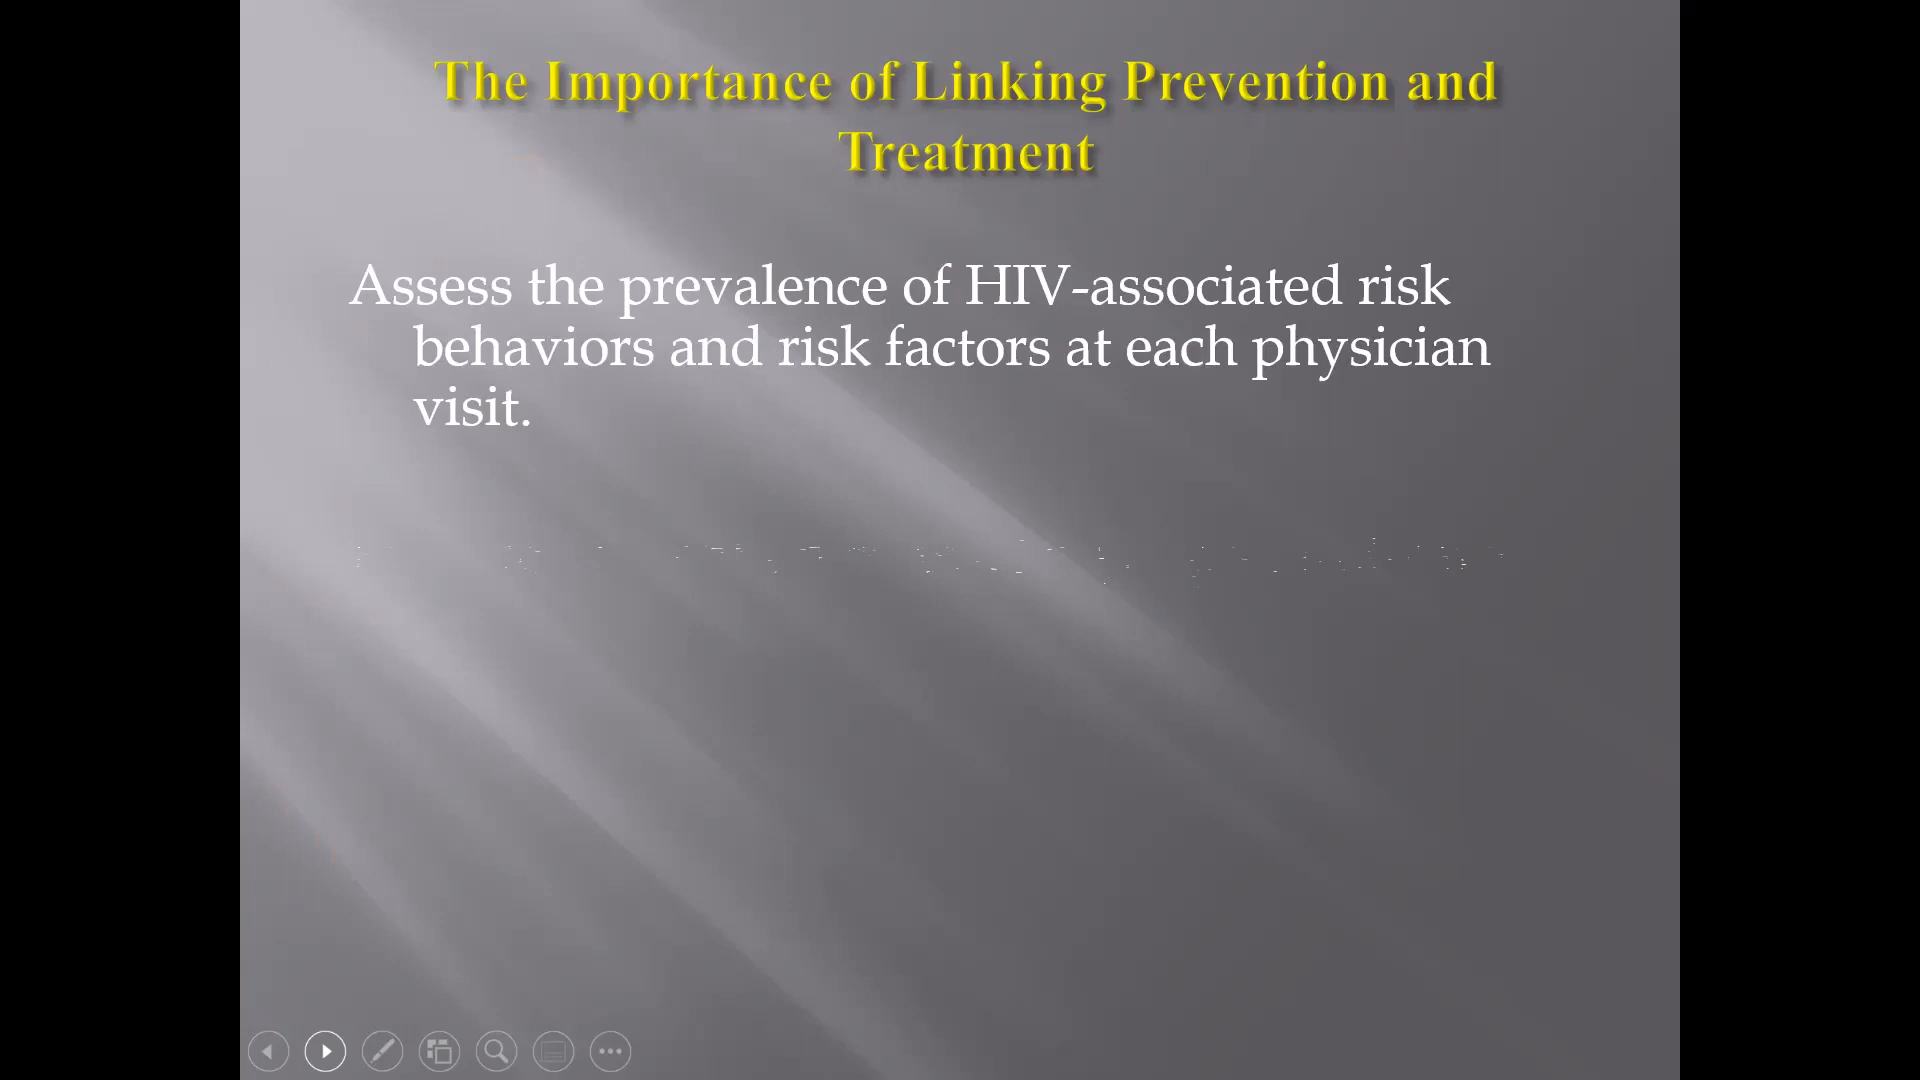 The Importance of Linking Prevention and
Treatment
Assess the prevalence of HIV-associated risk
behaviors and risk factors at each physician
visit.